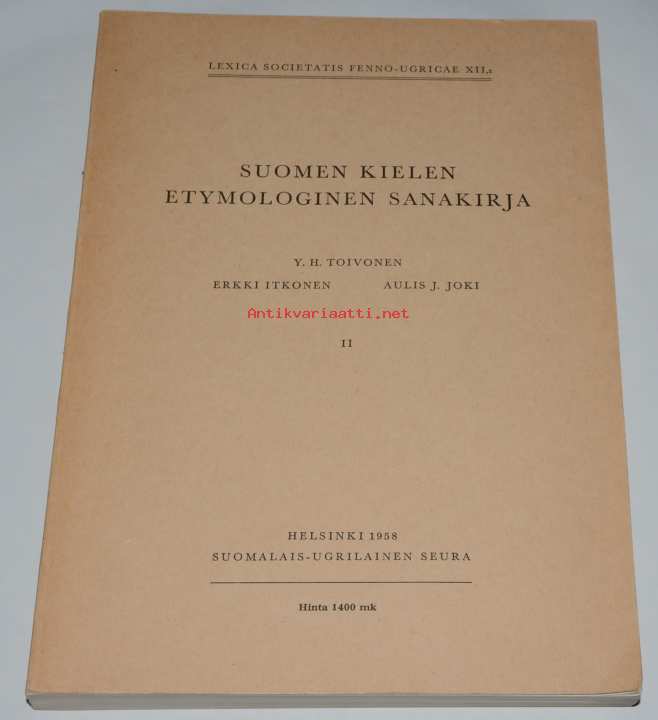 LEXICA SOCIETATIS FENNO-UGRICAE XII,2
SUOMEN KIELEN
ETYMOLOGINEN SANAKIRJA
Y. H. TOIVONEN
ERKKI ITKONEN AULIS J. JOKI
Antikvariaatti.net
II
HELSINKI 1958
SUOMALAIS-UGRILAINEN SEURA
Hinta 1400 mk